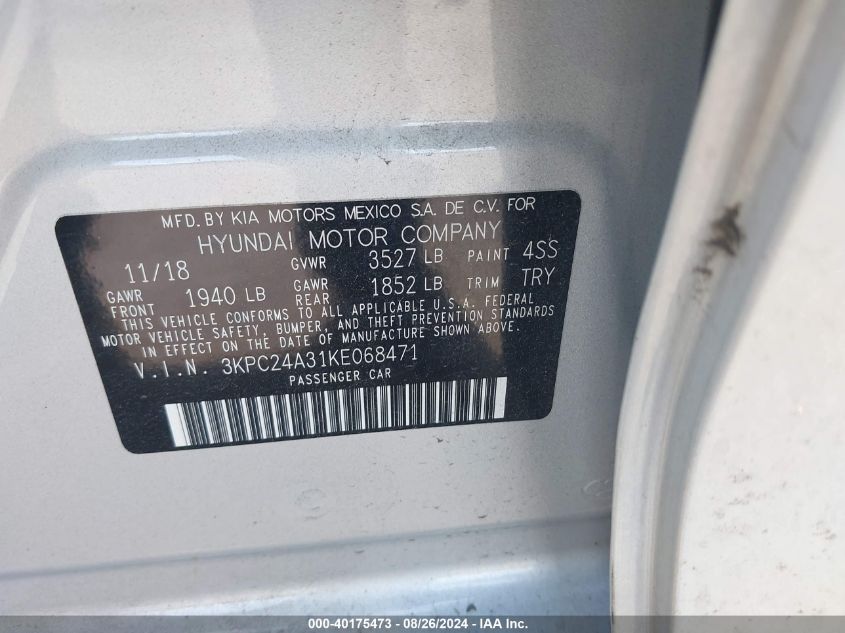 MFD. BY KIA MOTORS MEXICO S.A. DE C.V. FOR
HYUNDAI MOTOR COMPANY
11/18 GVWR 3527 LB PAINT 4SS
GAWR FRONT 1940 LB GAWR REAR 1852 LB TRIM TRY
THIS VEHICLE CONFORMS TO ALL APPLICABLE U.S.A. FEDERAL
MOTOR VEHICLE SAFETY, BUMPER, AND THEFT PREVENTION STANDARDS
IN EFFECT ON THE DATE OF MANUFACTURE SHOWN ABOVE.
V.I.N. 3KPC24A31KE068471
PASSENGER CAR
000-40175473 - 08/26/2024 - IAA Inc.